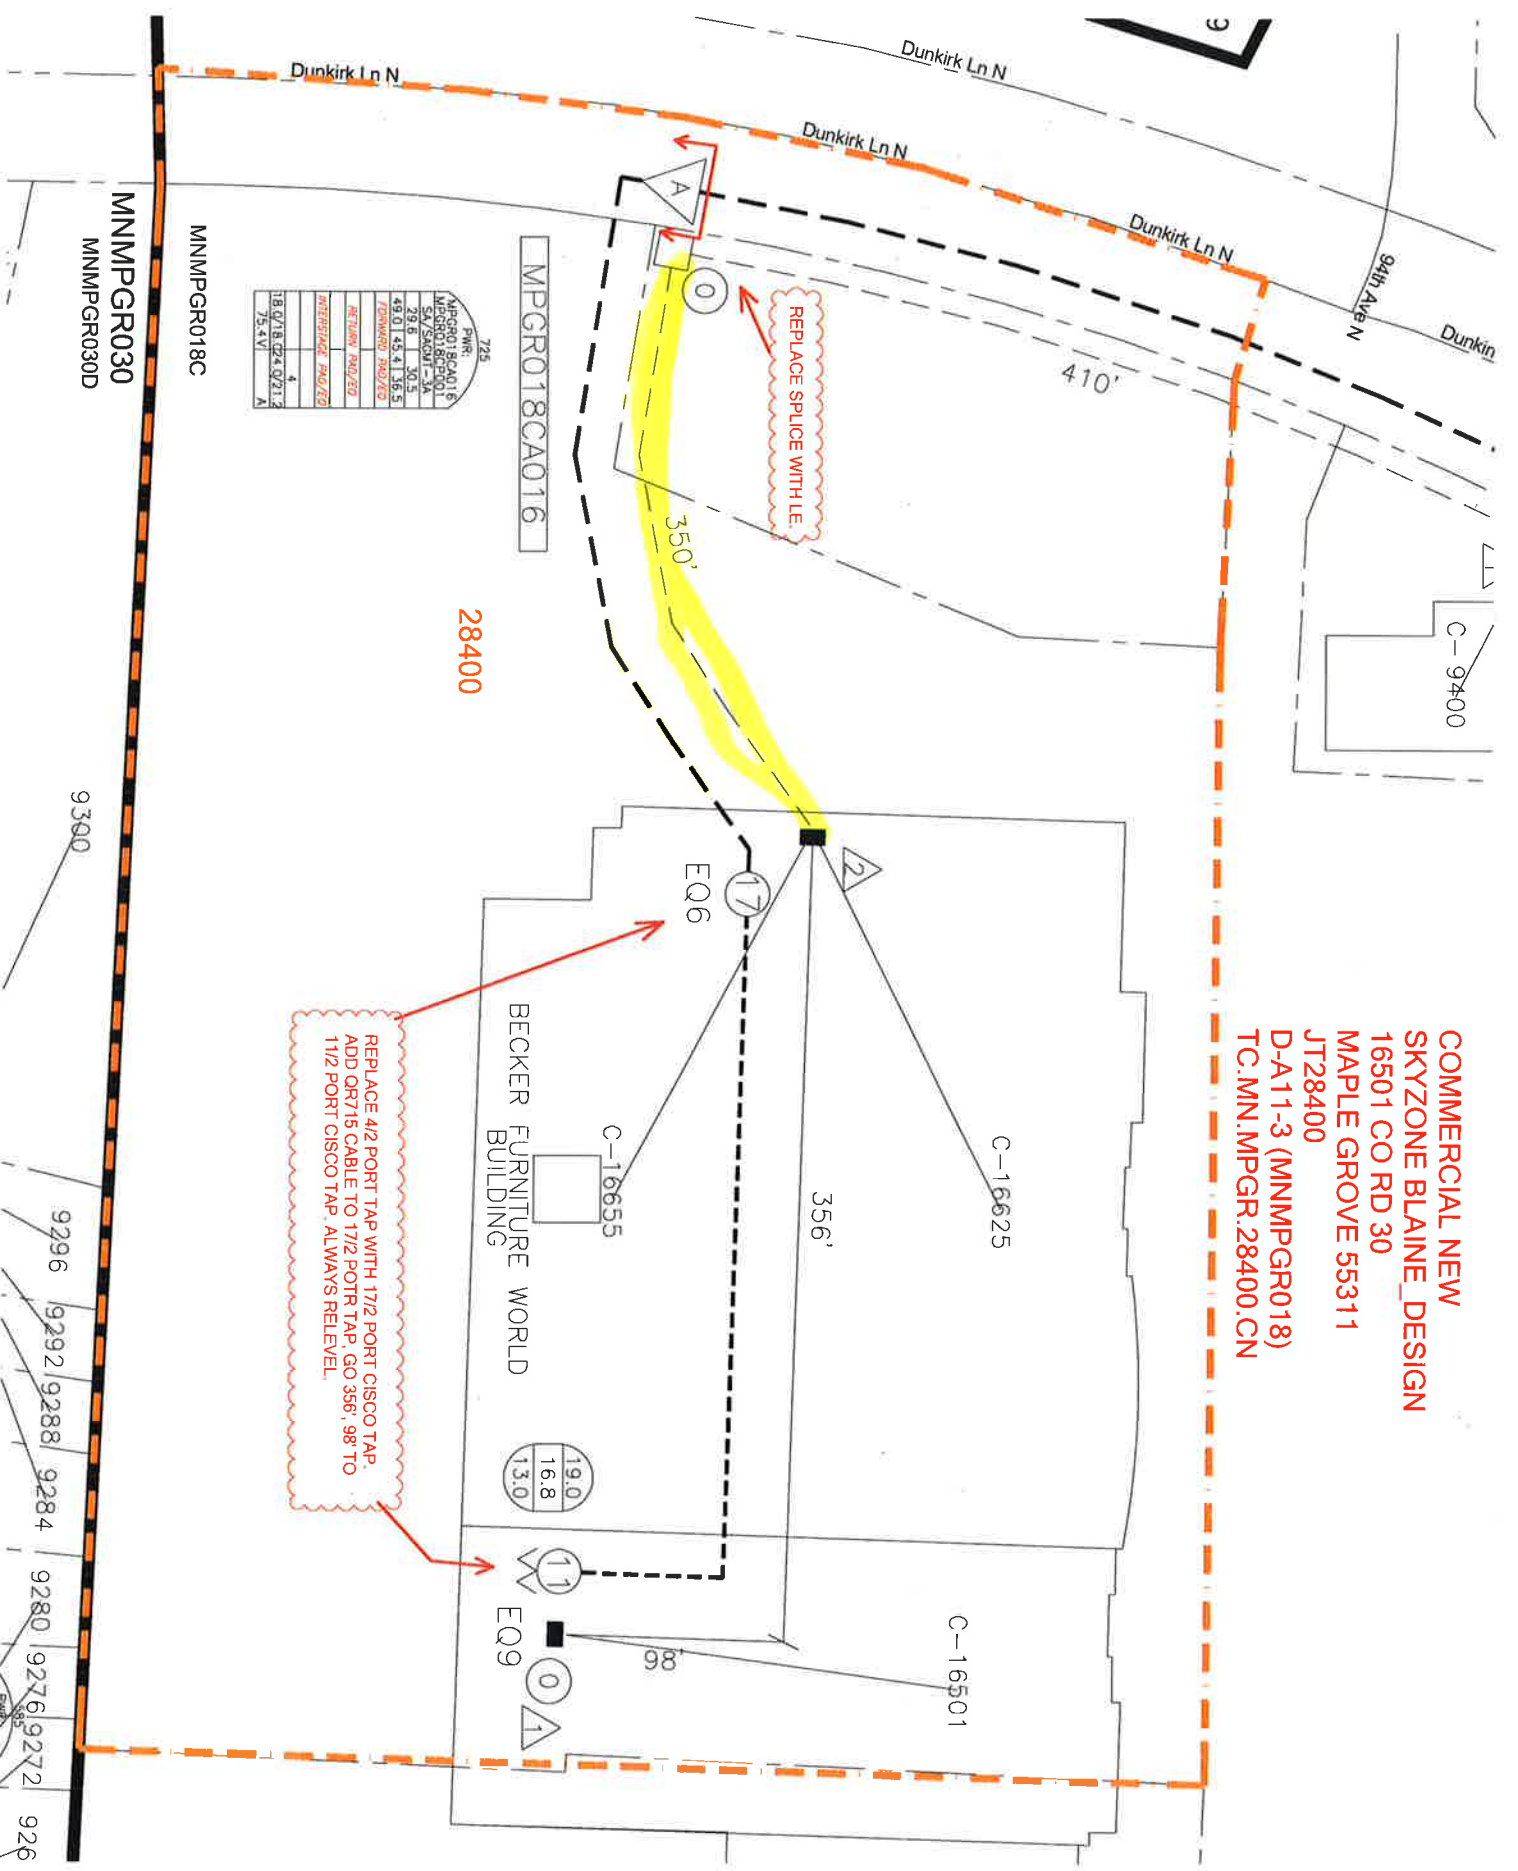 COMMERCIAL NEW
SKYZONE BLAINE_DESIGN
16501 CO RD 30
MAPLE GROVE 55311
JT28400
D-A11-3 (MNMPGR018)
TC.MN.MPGR.28400.CN
9
Dunkirk Ln N
Dunkirk Ln N
Dunkirk Ln N
Dunkirk Ln N
Dunkin
94th Ave N
410'
C-9400
A
0
REPLACE SPLICE WITH LE.
350'
MPGR018CA016
725
PWR:
MPGR018CA016
MPGR018CP001
SA/SAGMT-3A
29.6 30.5
49.0 45.4 36.5
FORWARD PAD/EQ
RETURN PAD/EQ
INTERSTAGE PAD/EQ
4
18.0/18.0 24.0/21.2
75.4V A
MNMPGR018C
MNMPGR030
MNMPGR030D
28400
2
17
EQ6
C-16625
356'
C-16655
BECKER FURNITURE WORLD
BUILDING
REPLACE 4/2 PORT TAP WITH 17/2 PORT CISCO TAP.
ADD QR715 CABLE TO 17/2 POTR TAP, GO 356', 98' TO
11/2 PORT CISCO TAP. ALWAYS RELEVEL.
19.0
16.8
13.0
11
EQ9
0
1
98'
C-16501
9300
9296
9292
9288
9284
9280
9276
9272
926
585